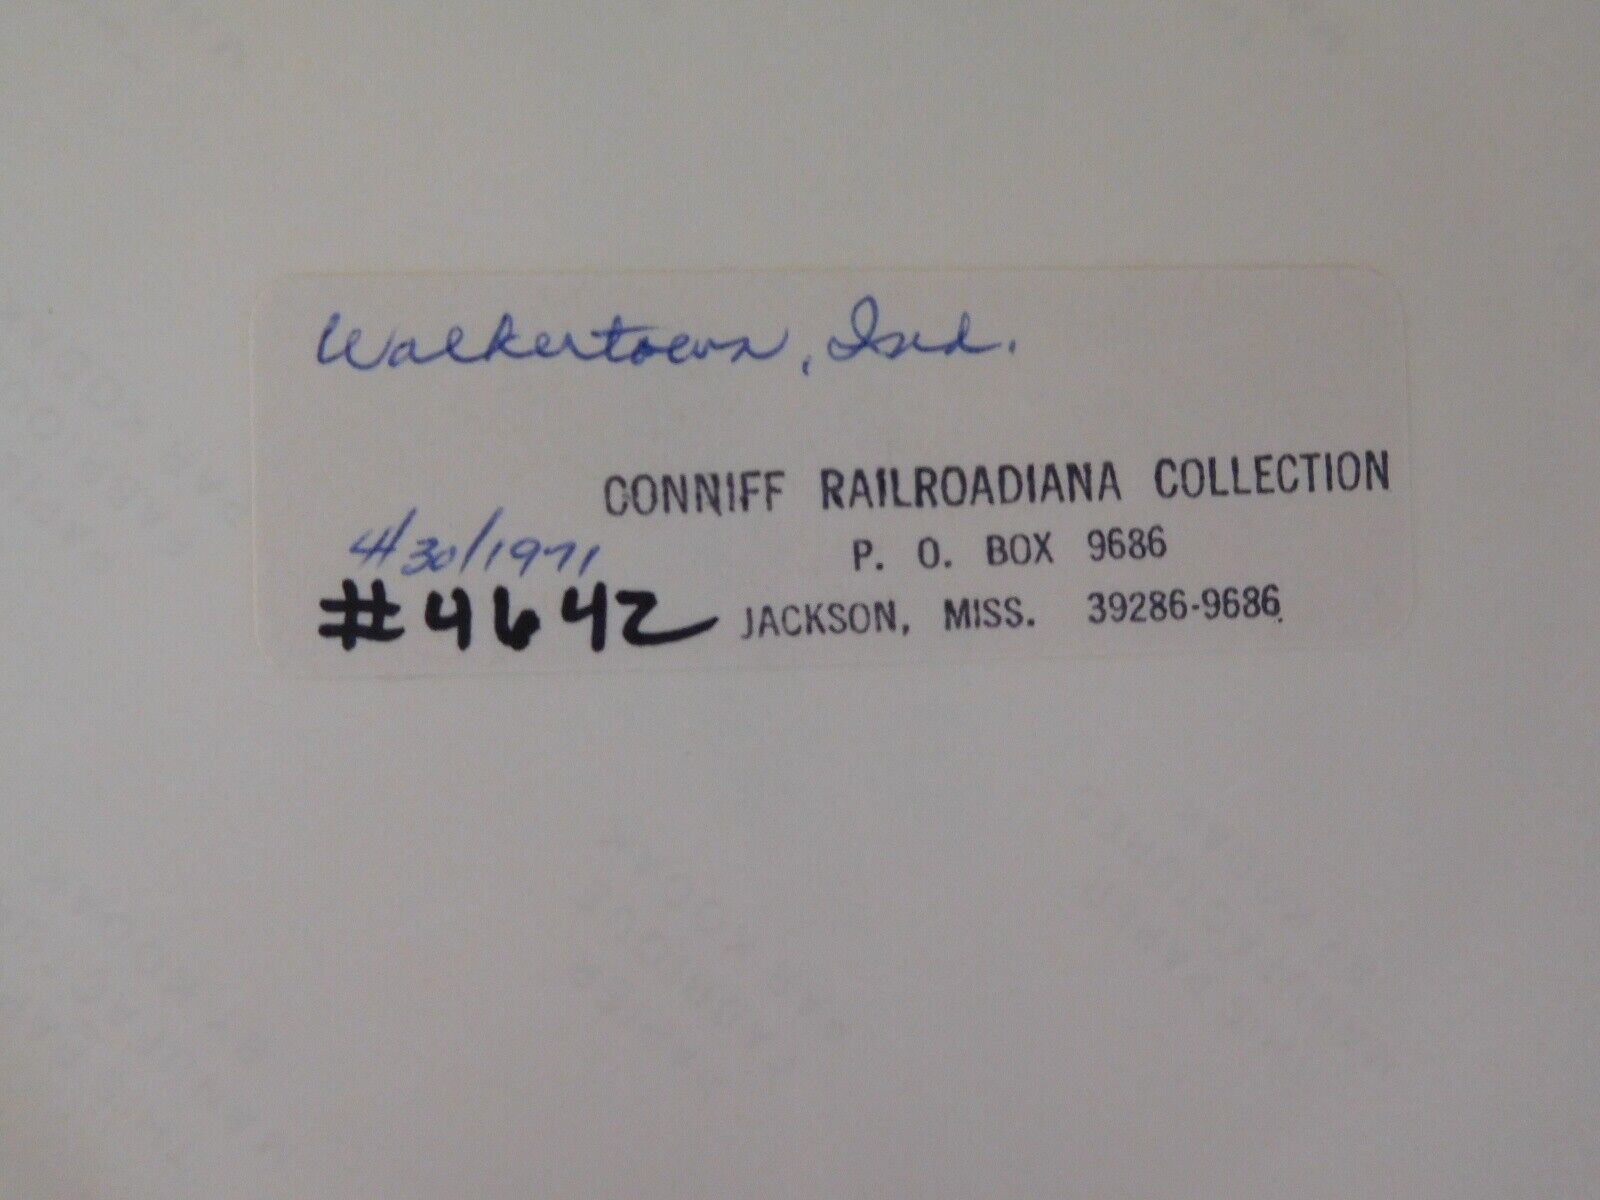 Walkertown, Ind.
CONNIFF RAILROADIANA COLLECTION
4/30/1971
P. O. BOX 9686
#4642
JACKSON, MISS. 39286-9686